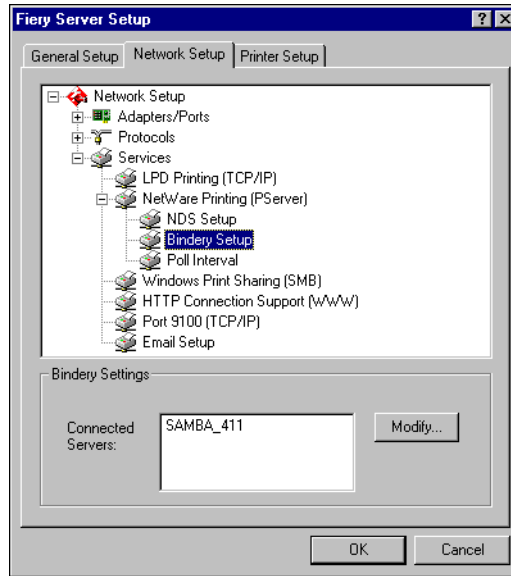 Fiery Server Setup
General Setup Network Setup Printer Setup
Network Setup
Adapters/Ports
Protocols
Services
LPD Printing (TCP/IP)
NetWare Printing (PServer)
NDS Setup
Bindery Setup
Poll Interval
Windows Print Sharing (SMB)
HTTP Connection Support (WWW)
Port 9100 (TCP/IP)
Email Setup
Bindery Settings
Connected Servers:
SAMBA_411
Modify...
OK Cancel